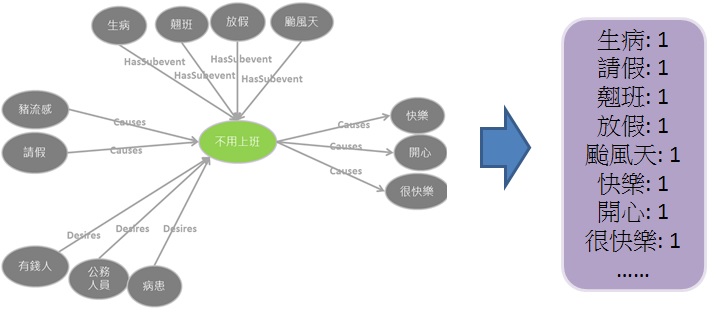 生病
翹班
放假
颱風天
HasSubevent
HasSubevent
HasSubevent
豬流感
Causes
請假
Causes
不用上班
Causes
快樂
Causes
開心
Causes
很快樂
Desires
Desires
Desires
有錢人
公務
人員
病患
生病: 1
請假: 1
翹班: 1
放假: 1
颱風天: 1
快樂: 1
開心: 1
很快樂: 1
……